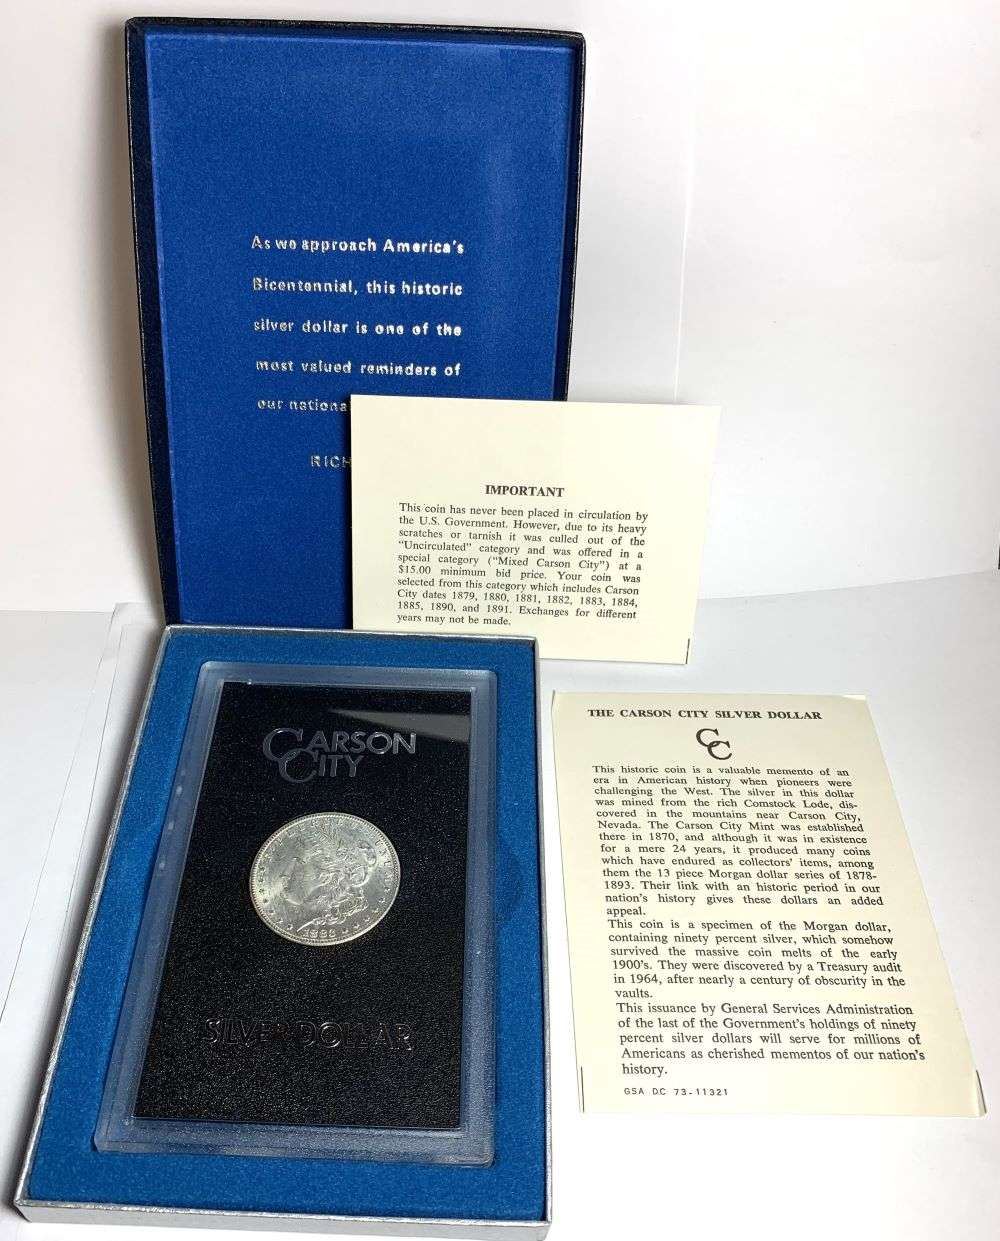 As we approach America's
Bicentennial, this historic
silver dollar is one of the
most valued reminders of
our nationa
RICH
IMPORTANT
This coin has never been placed in circulation by
the U.S. Government. However, due to its heavy
scratches or tarnish it was culled out of the
"Uncirculated" category and was offered in a
special category ("Mixed Carson City") at a
$15.00 minimum bid price. Your coin was
selected from this category which includes Carson
City dates 1879, 1880, 1881, 1882, 1883, 1884,
1885, 1890, and 1891. Exchanges for different
years may not be made.
CARSON
CITY
SILVER DOLLAR
THE CARSON CITY SILVER DOLLAR
CC
This historic coin is a valuable memento of an
era in American history when pioneers were
challenging the West. The silver in this dollar
was mined from the rich Comstock Lode, dis-
covered in the mountains near Carson City,
Nevada. The Carson City Mint was established
there in 1870, and although it was in existence
for a mere 24 years, it produced many coins
which have endured as collectors' items, among
them the 13 piece Morgan dollar series of 1878-
1893. Their link with an historic period in our
nation's history gives these dollars an added
appeal.
This coin is a specimen of the Morgan dollar,
containing ninety percent silver, which somehow
survived the massive coin melts of the early
1900's. They were discovered by a Treasury audit
in 1964, after nearly a century of obscurity in the
vaults.
This issuance by General Services Administration
of the last of the Government's holdings of ninety
percent silver dollars will serve for millions of
Americans as cherished mementos of our nation's
history.
GSA DC 73-11321